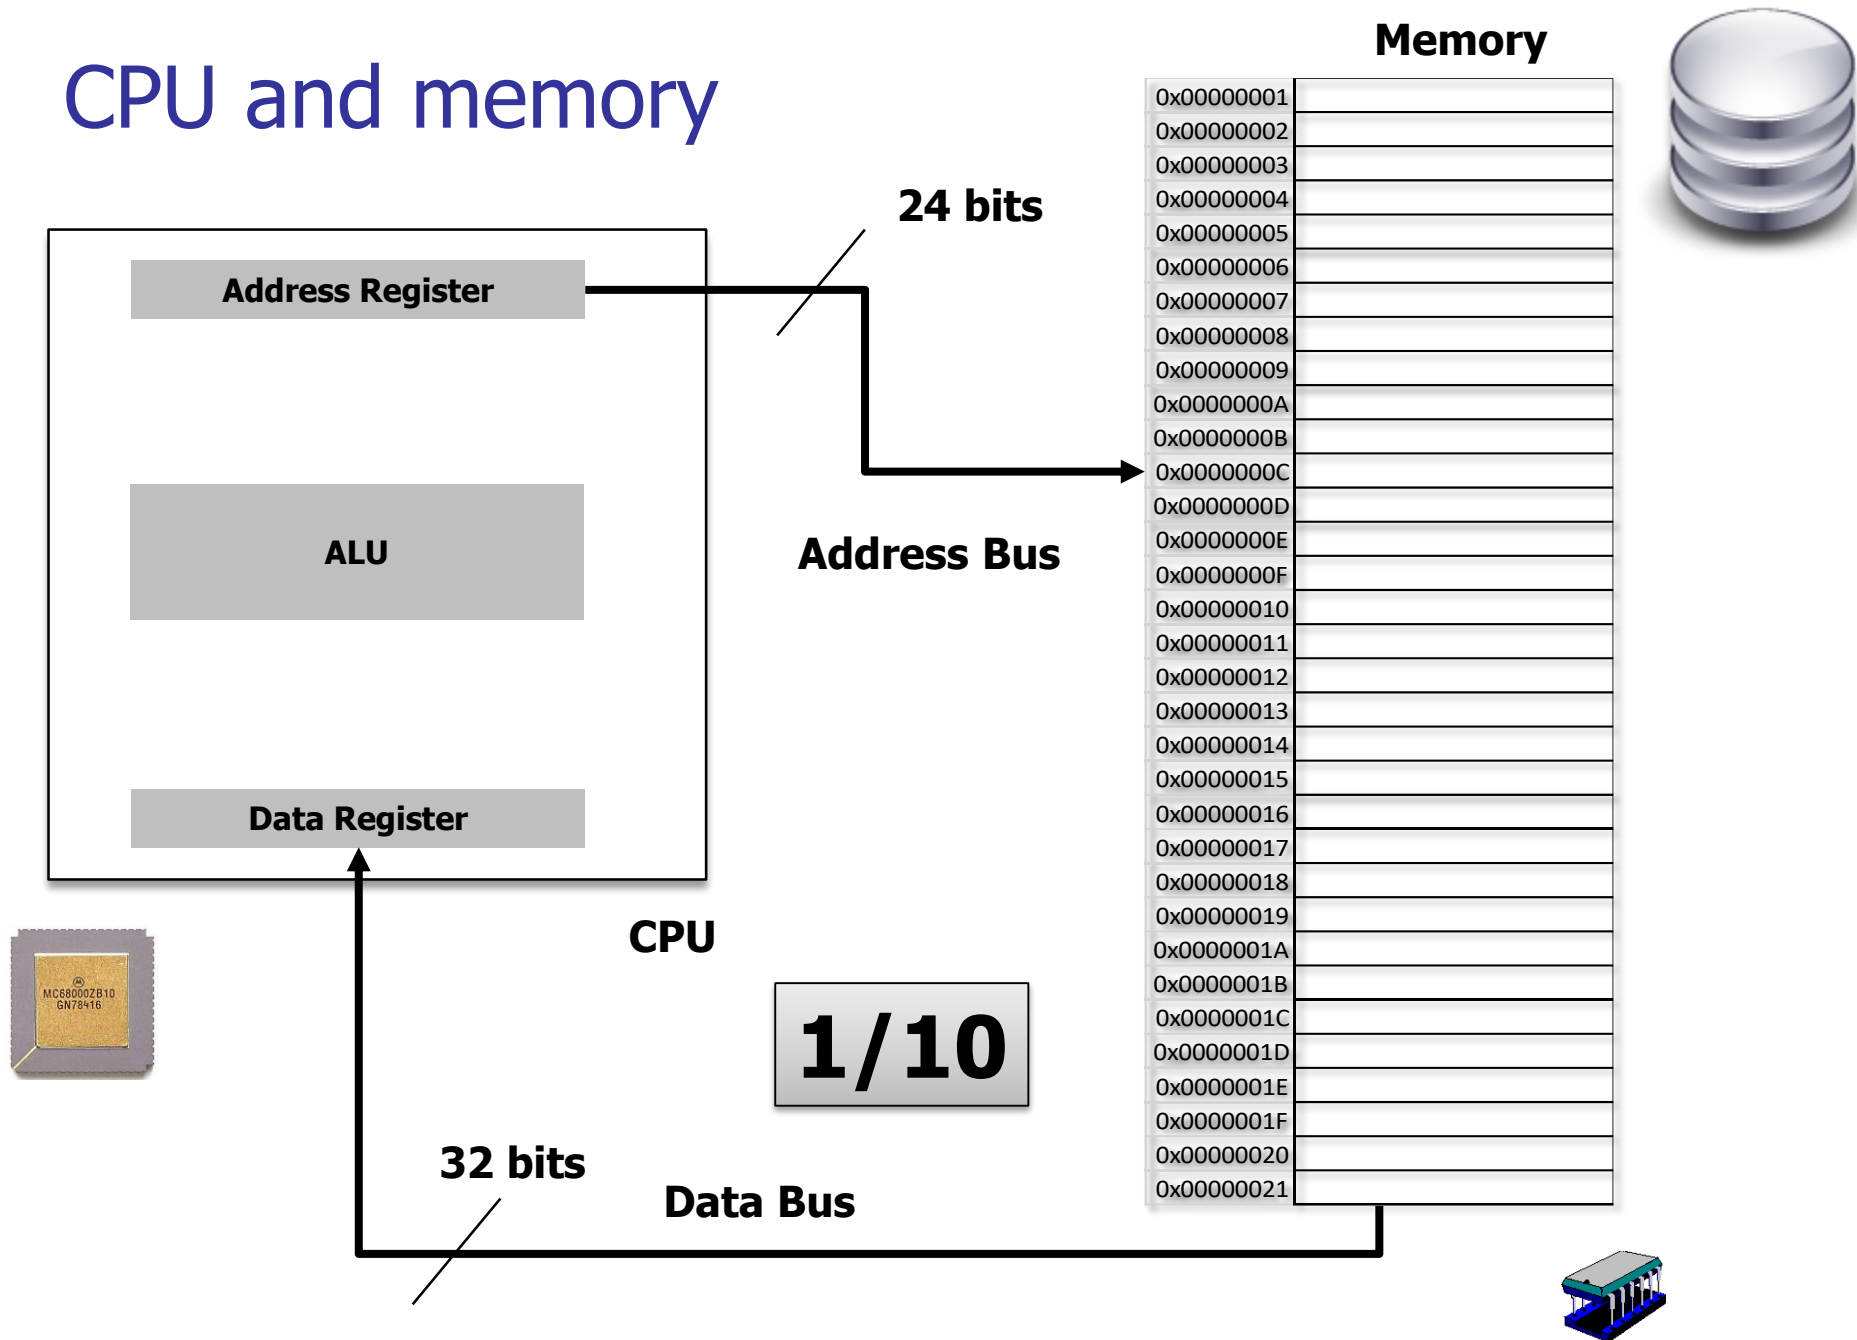 CPU and memory
Memory
24 bits
Address Register
ALU
Data Register
CPU
Address Bus
0x00000001
0x00000002
0x00000003
0x00000004
0x00000005
0x00000006
0x00000007
0x00000008
0x00000009
0x0000000A
0x0000000B
0x0000000C
0x0000000D
0x0000000E
0x0000000F
0x00000010
0x00000011
0x00000012
0x00000013
0x00000014
0x00000015
0x00000016
0x00000017
0x00000018
0x00000019
0x0000001A
0x0000001B
0x0000001C
0x0000001D
0x0000001E
0x0000001F
0x00000020
0x00000021
MC68000ZB10
GN78416
1/10
32 bits
Data Bus